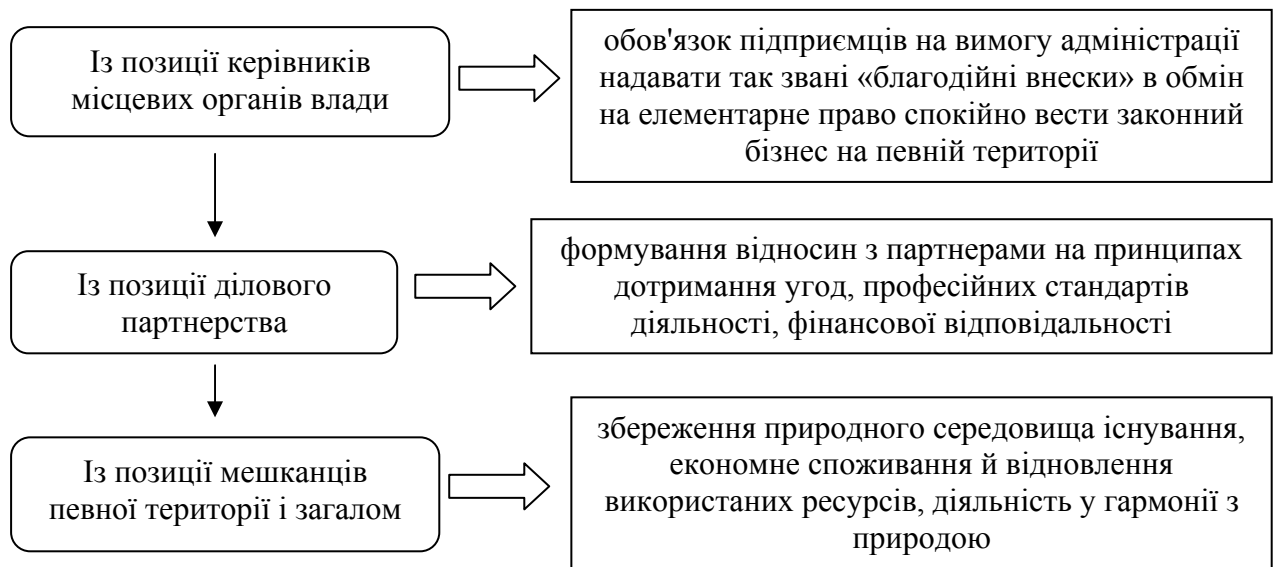 Із позиції керівників
місцевих органів влади
обов'язок підприємців на вимогу адміністрації
надавати так звані «благодійні внески» в обмін
на елементарне право спокійно вести законний
бізнес на певній території
Із позиції ділового
партнерства
формування відносин з партнерами на принципах
дотримання угод, професійних стандартів
діяльності, фінансової відповідальності
Із позиції мешканців
певної території і загалом
збереження природного середовища існування,
економне споживання й відновлення
використаних ресурсів, діяльність у гармонії з
природою